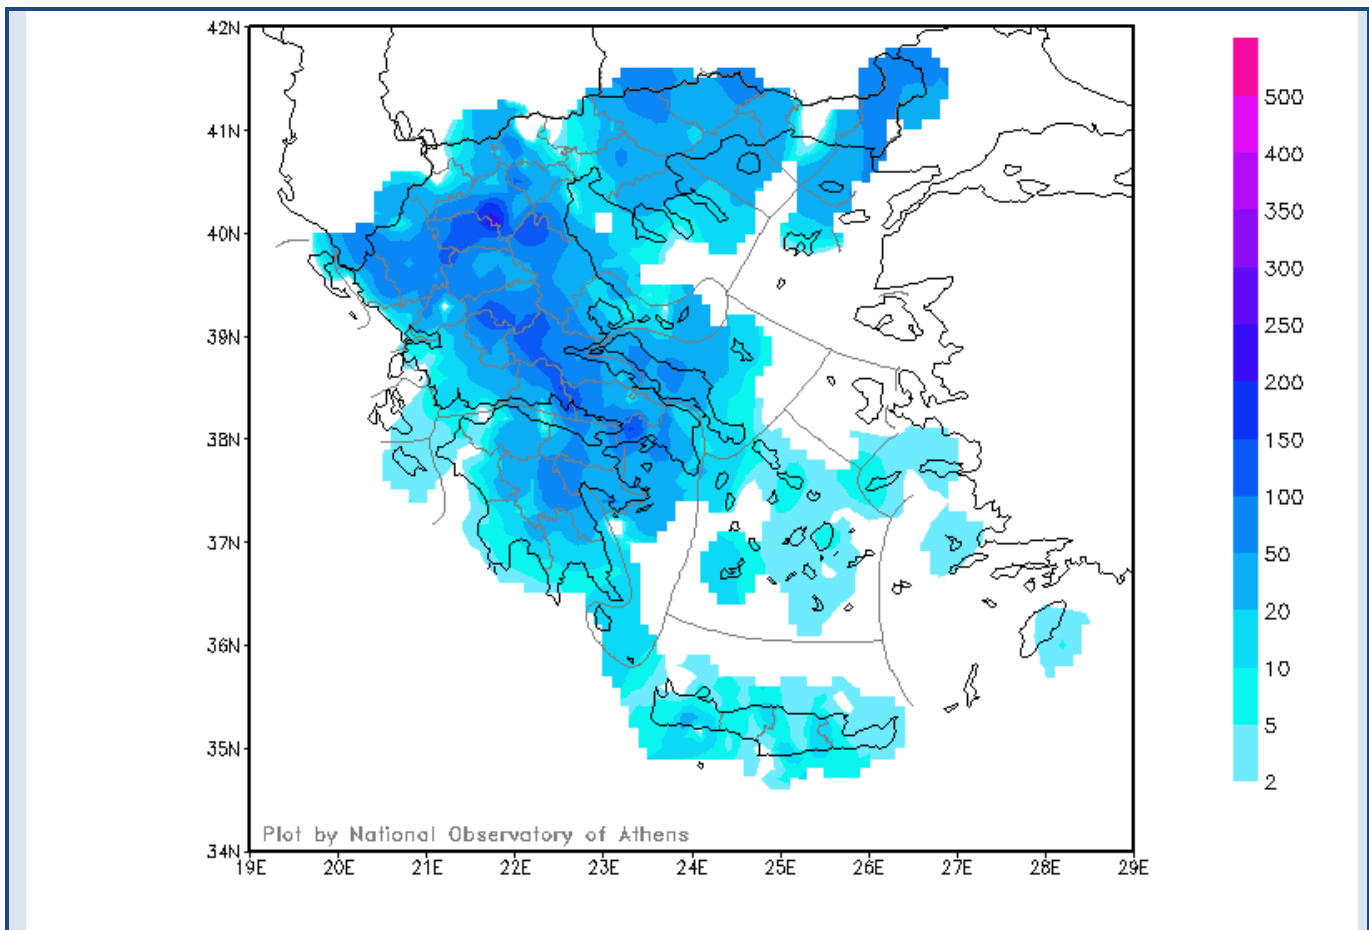 42N
41N
40N
39N
38N
37N
36N
35N
34N
19E 20E 21E 22E 23E 24E 25E 26E 27E 28E 29E
Plot by National Observatory of Athens
500
400
350
300
250
200
150
100
50
20
10
5
2